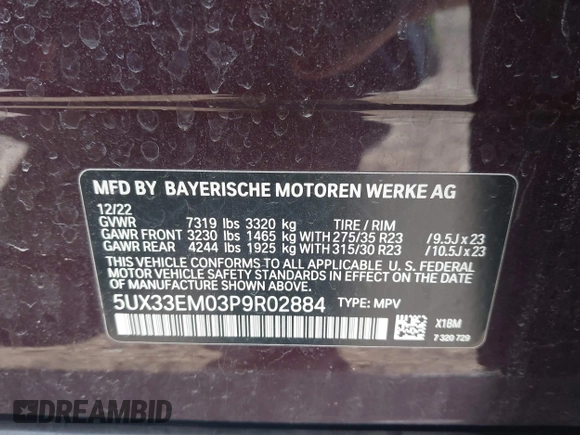 MFD BY BAYERISCHE MOTOREN WERKE AG
12/22
GVWR 7319 lbs 3320 kg TIRE / RIM
GAWR FRONT 3230 lbs 1465 kg WITH 275/35 R23 / 9.5J x 23
GAWR REAR 4244 lbs 1925 kg WITH 315/30 R23 / 10.5J x 23
THIS VEHICLE CONFORMS TO ALL APPLICABLE U. S. FEDERAL
MOTOR VEHICLE SAFETY STANDARDS IN EFFECT ON THE DATE
OF MANUFACTURE SHOWN ABOVE.
5UX33EM03P9R02884 TYPE: MPV
X1BM
7 320 729
DREAMBID